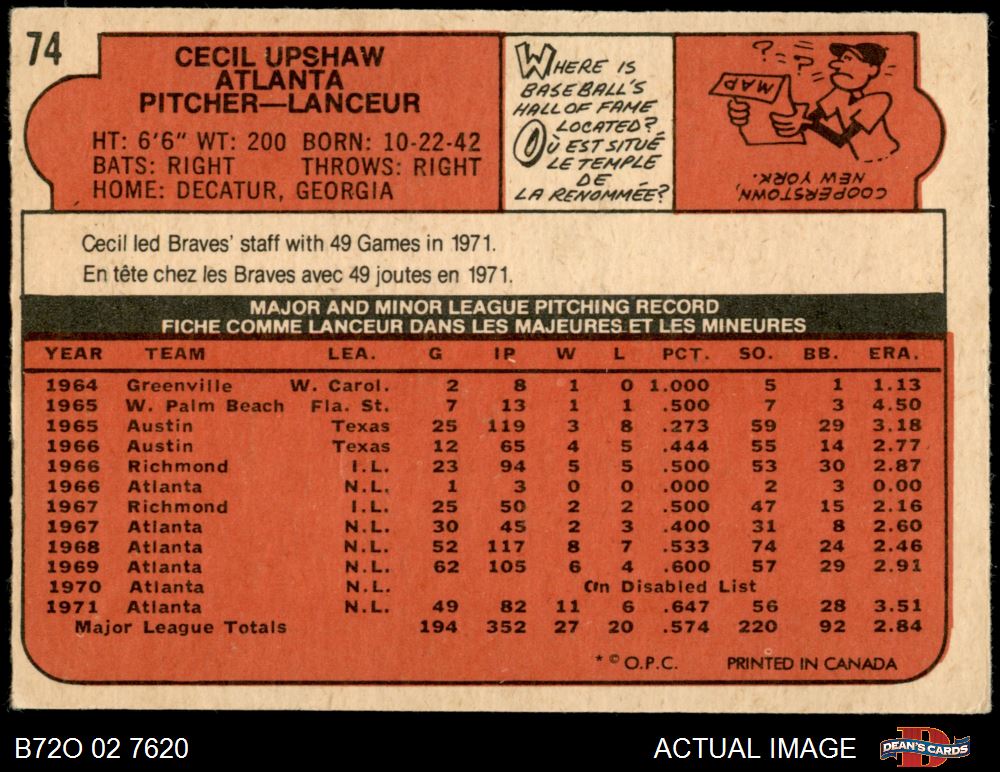 74
CECIL UPSHAW
ATLANTA
PITCHER—LANCEUR
HT: 6'6" WT: 200 BORN: 10-22-42
BATS: RIGHT THROWS: RIGHT
HOME: DECATUR, GEORGIA
WHERE IS
BASEBALL'S
HALL OF FAME
LOCATED?
OÙ EST SITUÉ
LE TEMPLE
DE
LA RENOMMÉE?
? ? ?
MAP
COOPERSTOWN,
NEW YORK.
Cecil led Braves' staff with 49 Games in 1971.
En tête chez les Braves avec 49 joutes en 1971.
MAJOR AND MINOR LEAGUE PITCHING RECORD
FICHE COMME LANCEUR DANS LES MAJEURES ET LES MINEURES
YEAR TEAM LEA. G IP W L PCT. SO. BB. ERA.
1964 Greenville W. Carol. 2 8 1 0 1.000 5 1 1.13
1965 W. Palm Beach Fla. St. 7 13 1 1 .500 7 3 4.50
1965 Austin Texas 25 119 3 8 .273 59 29 3.18
1966 Austin Texas 12 65 4 5 .444 55 14 2.77
1966 Richmond I.L. 23 94 5 5 .500 53 30 2.87
1966 Atlanta N.L. 1 3 0 0 .000 2 3 0.00
1967 Richmond I.L. 25 50 2 2 .500 47 15 2.16
1967 Atlanta N.L. 30 45 2 3 .400 31 8 2.60
1968 Atlanta N.L. 52 117 8 7 .533 74 24 2.46
1969 Atlanta N.L. 62 105 6 4 .600 57 29 2.91
1970 Atlanta N.L. On Disabled List
1971 Atlanta N.L. 49 82 11 6 .647 56 28 3.51
Major League Totals 194 352 27 20 .574 220 92 2.84
* © O.P.C. PRINTED IN CANADA
B72O 02 7620 ACTUAL IMAGE DEAN'S CARDS